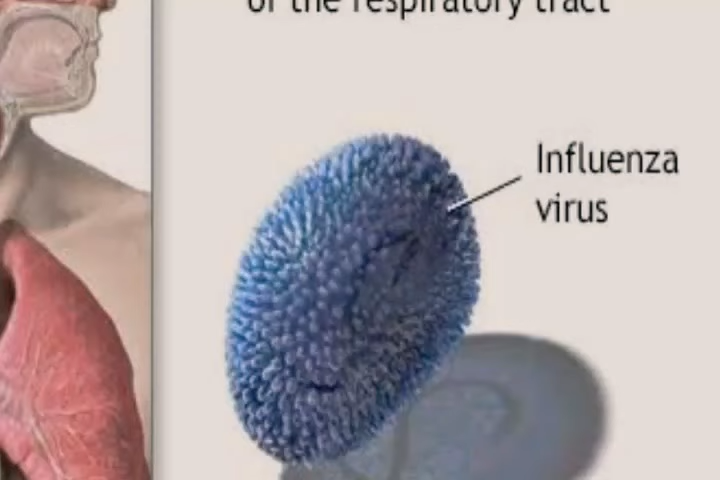 of the respiratory tract
Influenza
virus